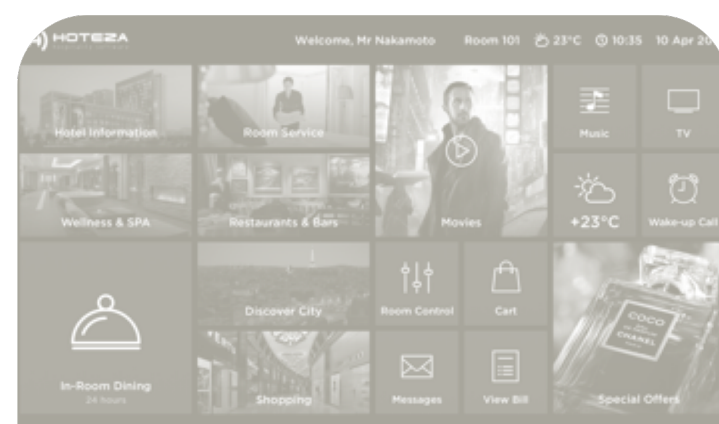 HOTEZA
hospitality software
Welcome, Mr Nakamoto
Room 101
23°C
10:35
10 Apr 20
Hotel Information
Room Service
Movies
Music
TV
Wellness & SPA
Restaurants & Bars
+23°C
Wake-up Call
In-Room Dining
24 hours
Discover City
Room Control
Cart
COCO
CHANEL
Special Offers
Shopping
Messages
View Bill